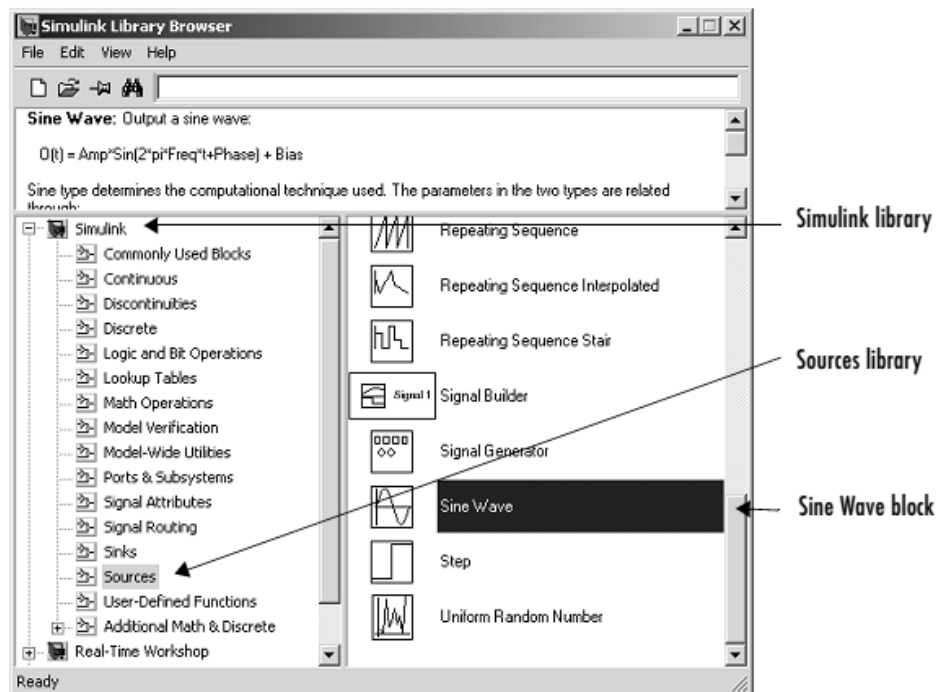 Simulink Library Browser
File Edit View Help
Sine Wave: Output a sine wave:
O(t) = Amp*Sin(2*pi*Freq*t+Phase) + Bias
Sine type determines the computational technique used. The parameters in the two types are related
through:
Simulink
Commonly Used Blocks
Continuous
Discontinuities
Discrete
Logic and Bit Operations
Lookup Tables
Math Operations
Model Verification
Model-Wide Utilities
Ports & Subsystems
Signal Attributes
Signal Routing
Sinks
Sources
User-Defined Functions
Additional Math & Discrete
Real-Time Workshop
Repeating Sequence
Repeating Sequence Interpolated
Repeating Sequence Stair
Signal 1 Signal Builder
Signal Generator
Sine Wave
Step
Uniform Random Number
Ready
Simulink library
Sources library
Sine Wave block